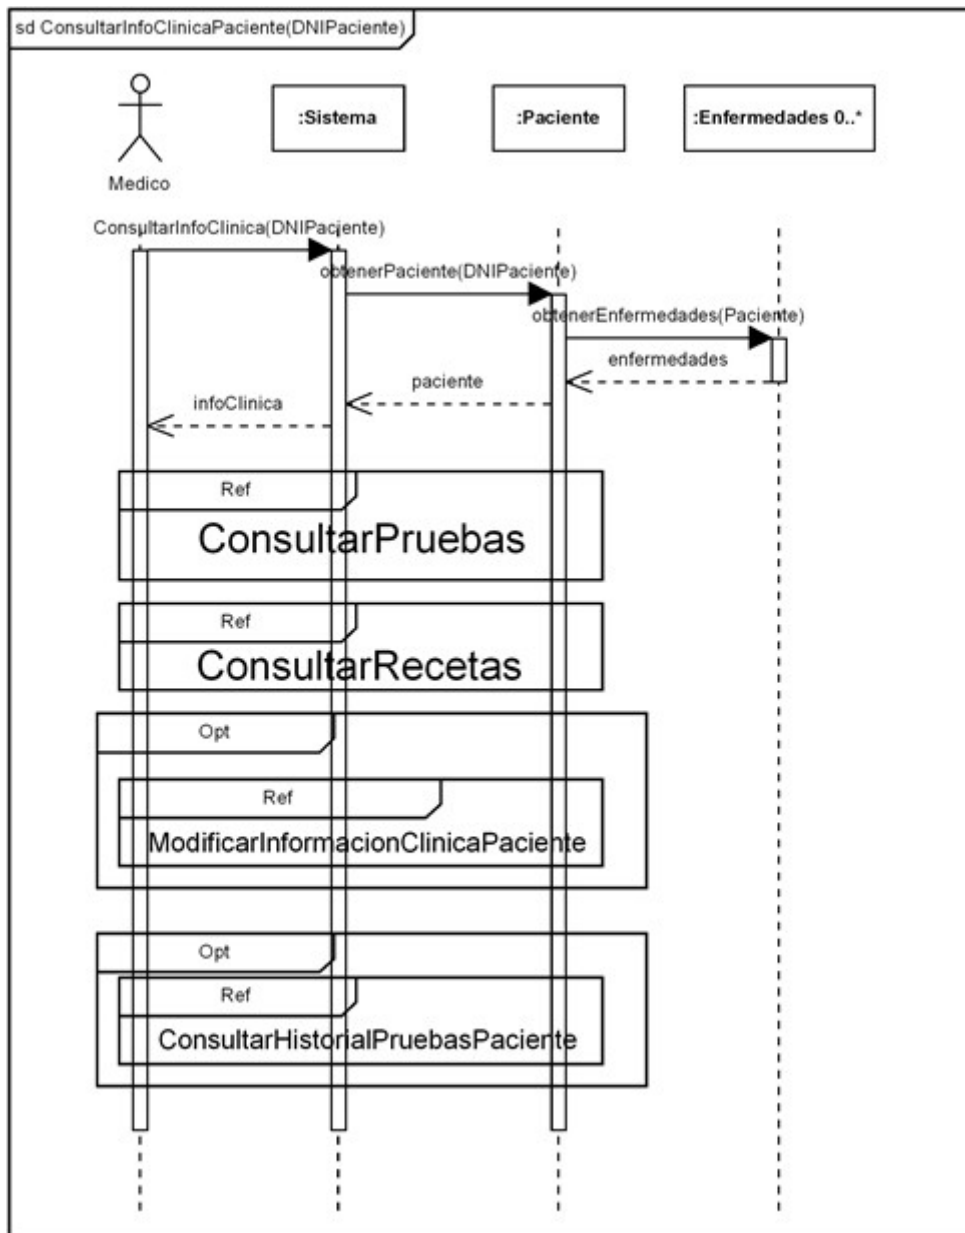 sd ConsultarInfoClinicaPaciente(DNIPaciente)
:Sistema
:Paciente
:Enfermedades 0..*
Medico
ConsultarInfoClinica(DNIPaciente)
obtenerPaciente(DNIPaciente)
obtenerEnfermedades(Paciente)
enfermedades
paciente
infoClinica
Ref
ConsultarPruebas
Ref
ConsultarRecetas
Opt
Ref
ModificarInformacionClinicaPaciente
Opt
Ref
ConsultarHistorialPruebasPaciente